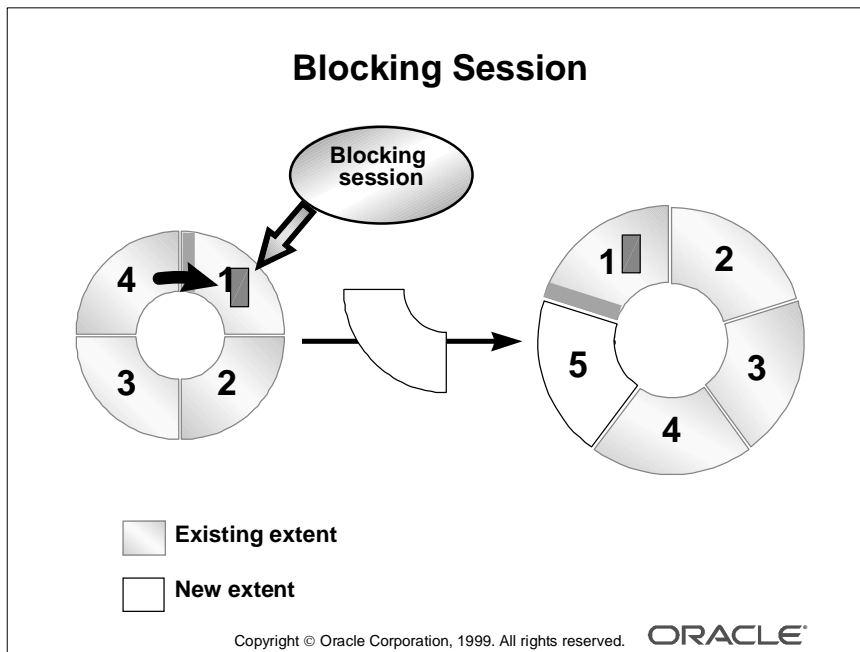 Blocking Session
Blocking
session
4
1
3
2
1
2
5
3
4
Existing extent
New extent
Copyright © Oracle Corporation, 1999. All rights reserved.
ORACLE®